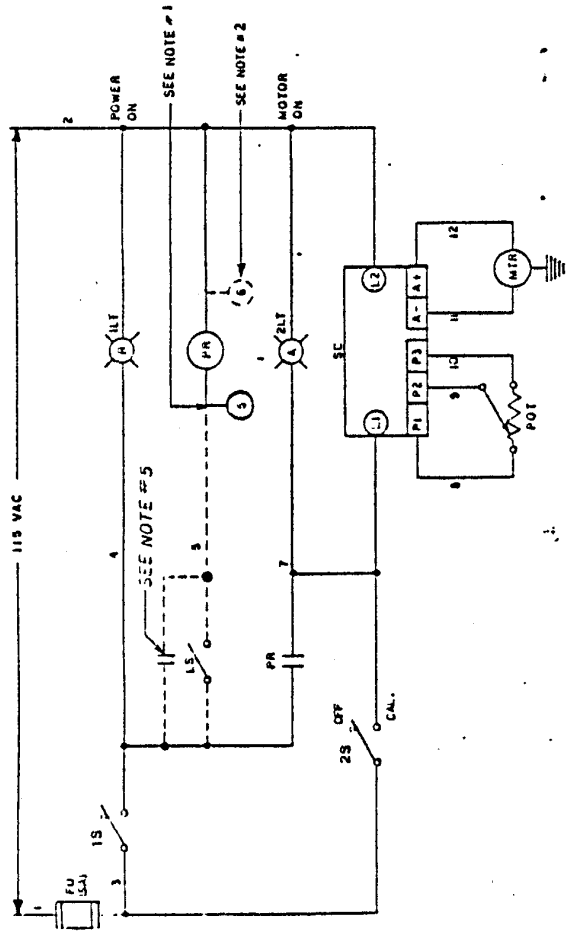 115 VAC
1
FU
(5A)
3
1S
4
1LT
R
POWER
ON
2
SEE NOTE #1
SEE NOTE #5
LS
5
5
PR
6
SEE NOTE #2
PR
7
2LT
A
MOTOR
ON
2S
OFF
CAL.
SC
L1
L2
P1
P2
P3
A-
A+
8
9
10
11
12
POT
MTR